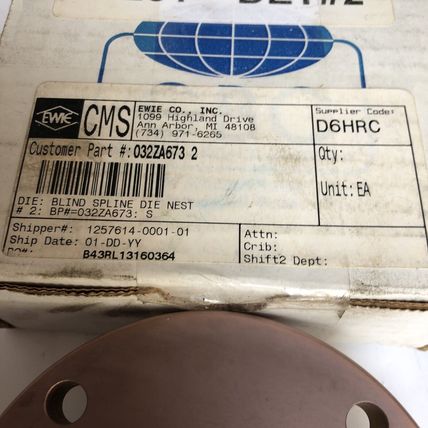 EWIE
CMS
EWIE CO., INC.
1099 Highland Drive
Ann Arbor, MI 48108
(734) 971-6265
Supplier Code:
D6HRC
Customer Part #: 032ZA673 2
Qty:
Unit: EA
DIE: BLIND SPLINE DIE NEST
# 2: BP#=032ZA673: S
Shipper#: 1257614-0001-01
Ship Date: 01-DD-YY
B43RL13160364
Attn:
Crib:
Shift2 Dept: